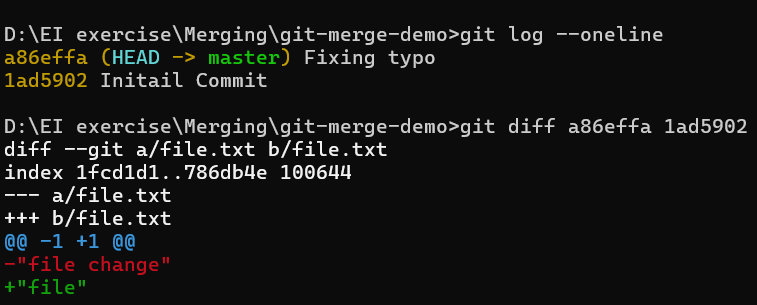 D:\EI exercise\Merging\git-merge-demo>git log --oneline
a86effa (HEAD -> master) Fixing typo
1ad5902 Initail Commit
D:\EI exercise\Merging\git-merge-demo>git diff a86effa 1ad5902
diff --git a/file.txt b/file.txt
index 1fcd1d1..786db4e 100644
--- a/file.txt
+++ b/file.txt
@@ -1 +1 @@
-"file change"
+"file"